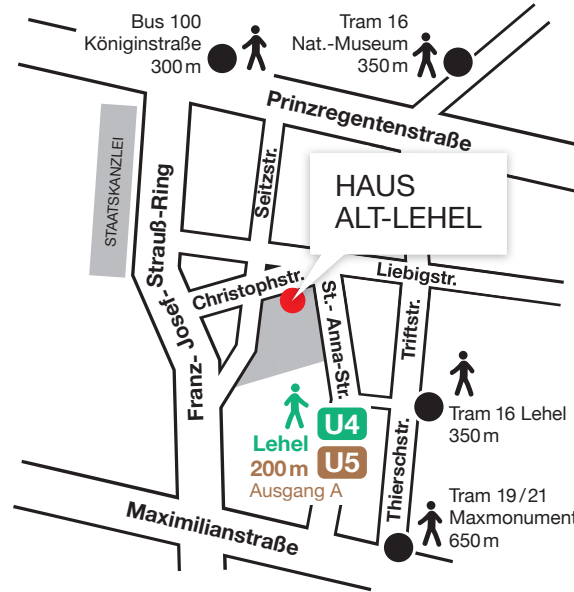 Bus 100
Königinstraße
300 m
Tram 16
Nat.-Museum
350 m
Prinzregentenstraße
STAATSKANZLEI
Franz-Josef-Strauß-Ring
Seitzstr.
HAUS
ALT-LEHEL
Christophstr.
Liebigstr.
St.-Anna-Str.
Triftstr.
Lehel
200 m
Ausgang A
U4
U5
Tram 16 Lehel
350 m
Thierschstr.
Tram 19/21
Maxmonument
650 m
Maximilianstraße